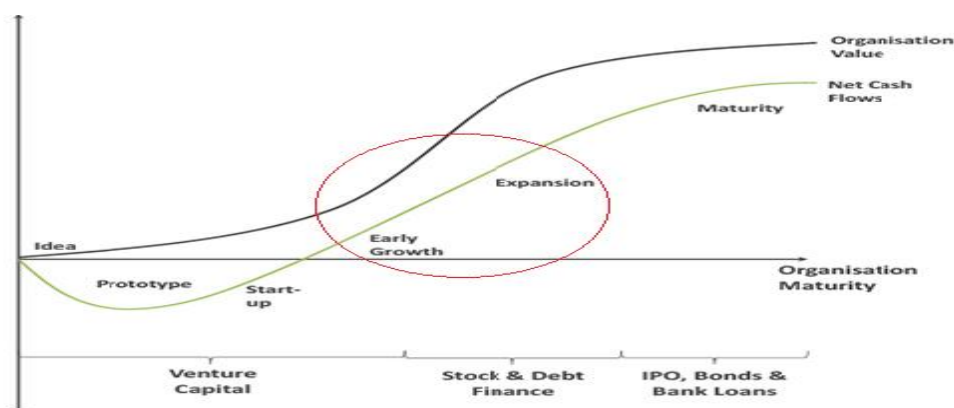 Organisation
Value
Net Cash
Flows
Maturity
Expansion
Idea
Early
Growth
Prototype
Start-
up
Organisation
Maturity
Venture
Capital
Stock & Debt
Finance
IPO, Bonds &
Bank Loans